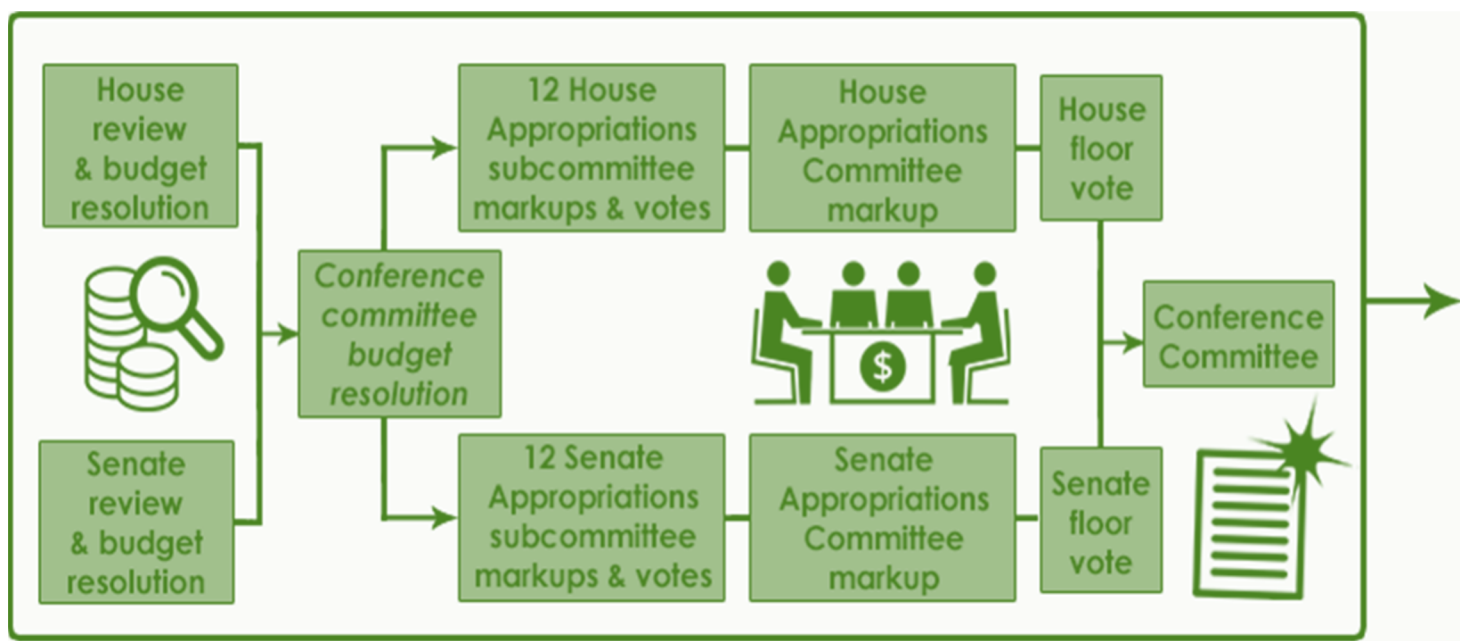 House
review
& budget
resolution
Senate
review
& budget
resolution
Conference
committee
budget
resolution
12 House
Appropriations
subcommittee
markups & votes
House
Appropriations
Committee
markup
House
floor
vote
$
12 Senate
Appropriations
subcommittee
markups & votes
Senate
Appropriations
Committee
markup
Senate
floor
vote
Conference
Committee